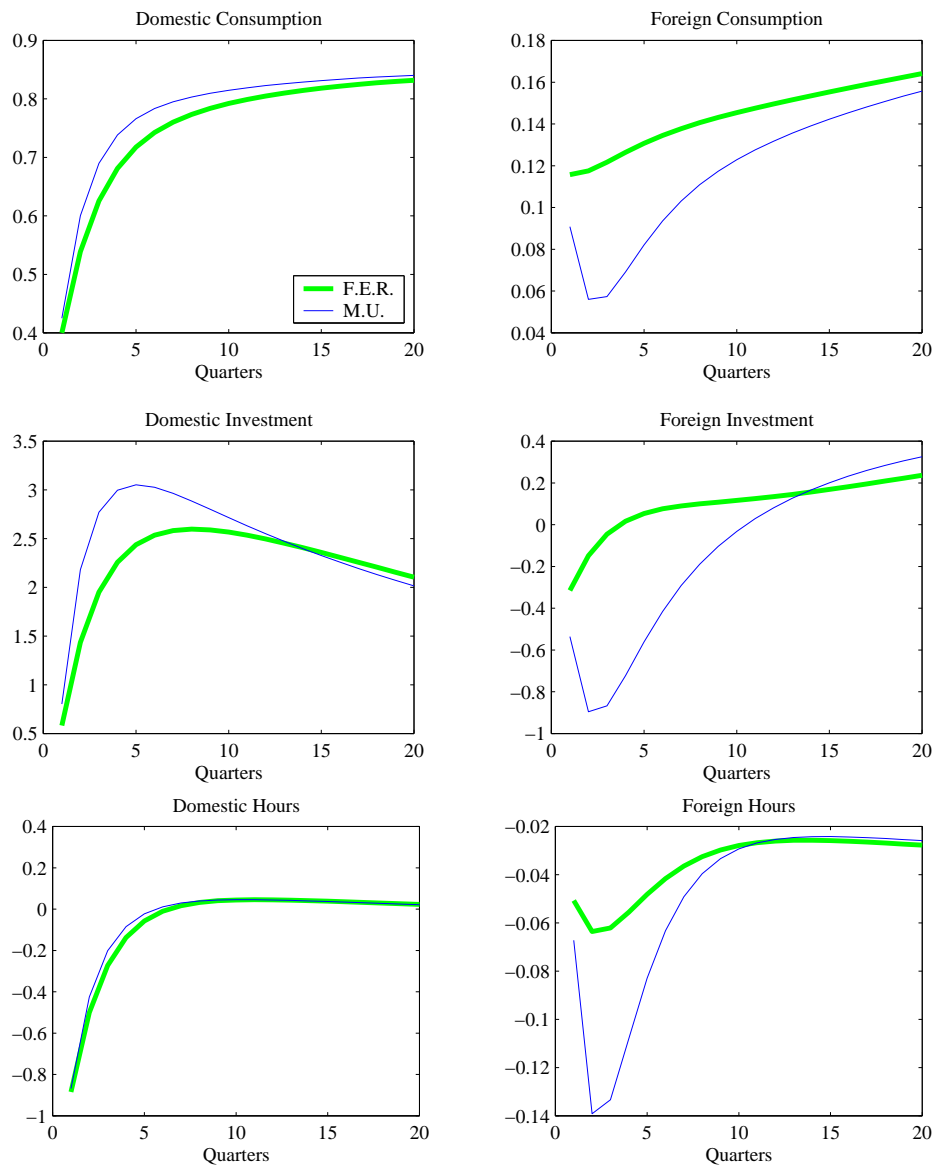 Domestic Consumption
0.9
0.8
0.7
0.6
0.5
0.4
0 5 10 15 20
Quarters
F.E.R.
M.U.
Foreign Consumption
0.18
0.16
0.14
0.12
0.1
0.08
0.06
0.04
0 5 10 15 20
Quarters
Domestic Investment
3.5
3
2.5
2
1.5
1
0.5
0 5 10 15 20
Quarters
Foreign Investment
0.4
0.2
0
−0.2
−0.4
−0.6
−0.8
−1
0 5 10 15 20
Quarters
Domestic Hours
0.4
0.2
0
−0.2
−0.4
−0.6
−0.8
−1
0 5 10 15 20
Foreign Hours
−0.02
−0.04
−0.06
−0.08
−0.1
−0.12
−0.14
0 5 10 15 20